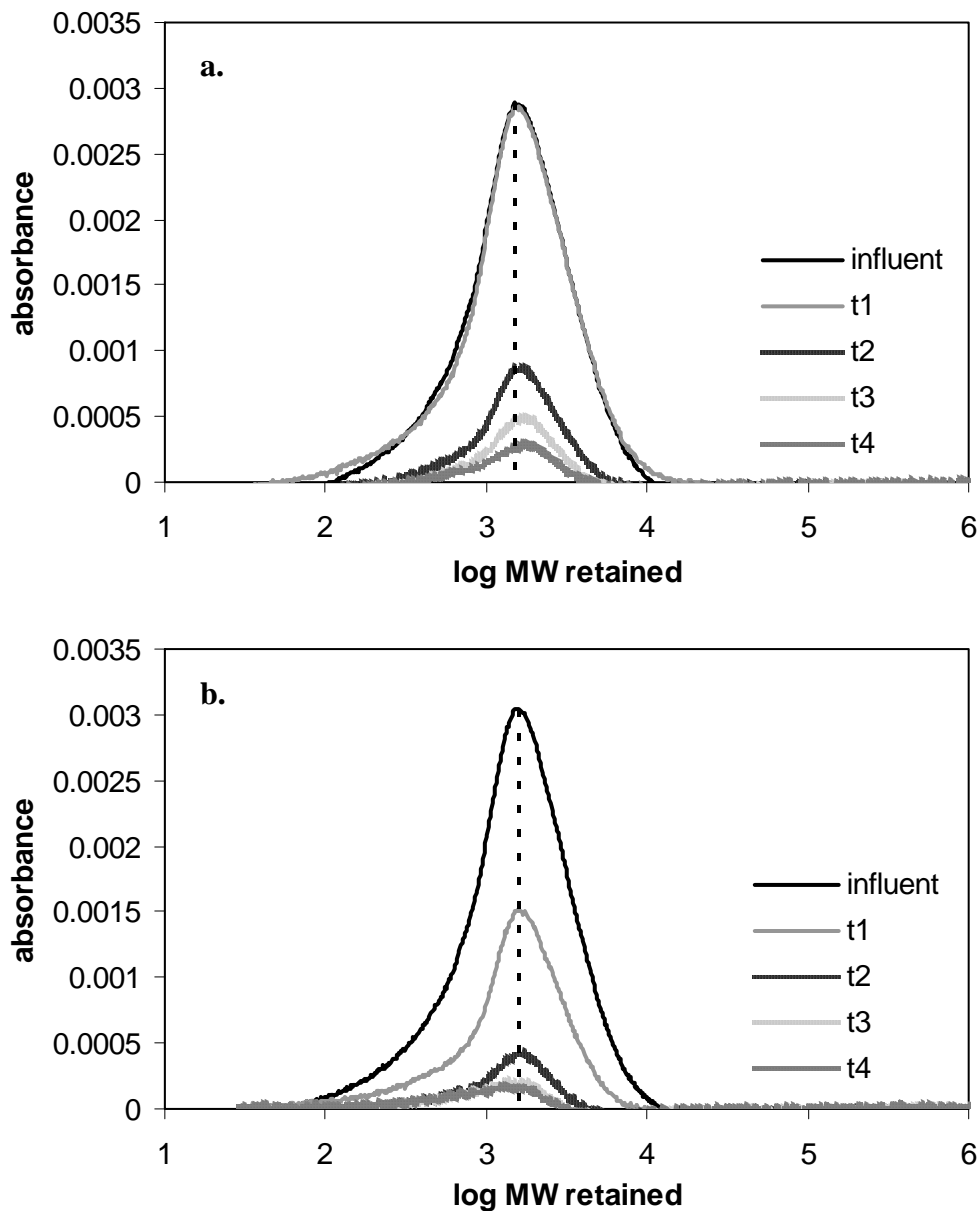 0.0035
a.
0.003
0.0025
absorbance
0.002
influent
0.0015
t1
t2
0.001
t3
0.0005
t4
0
1 2 3 4 5 6
log MW retained
0.0035
b.
0.003
0.0025
absorbance
0.002
influent
0.0015
t1
0.001
t2
t3
0.0005
t4
0
1 2 3 4 5 6
log MW retained